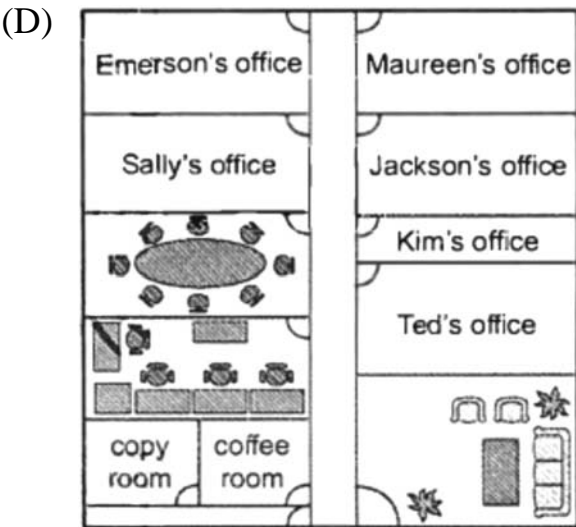 (D)
Emerson's office
Maureen's office
Sally's office
Jackson's office
Kim's office
Ted's office
copy
room
coffee
room